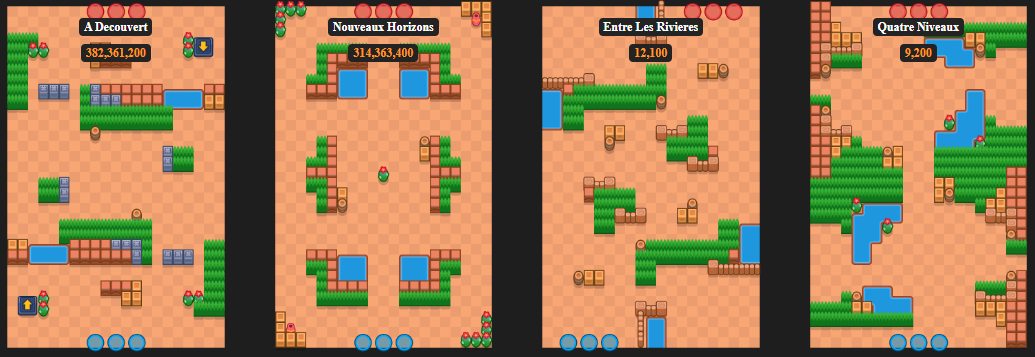 A Decouvert
382,361,200
Nouveaux Horizons
314,363,400
Entre Les Rivieres
12,100
Quatre Niveaux
9,200